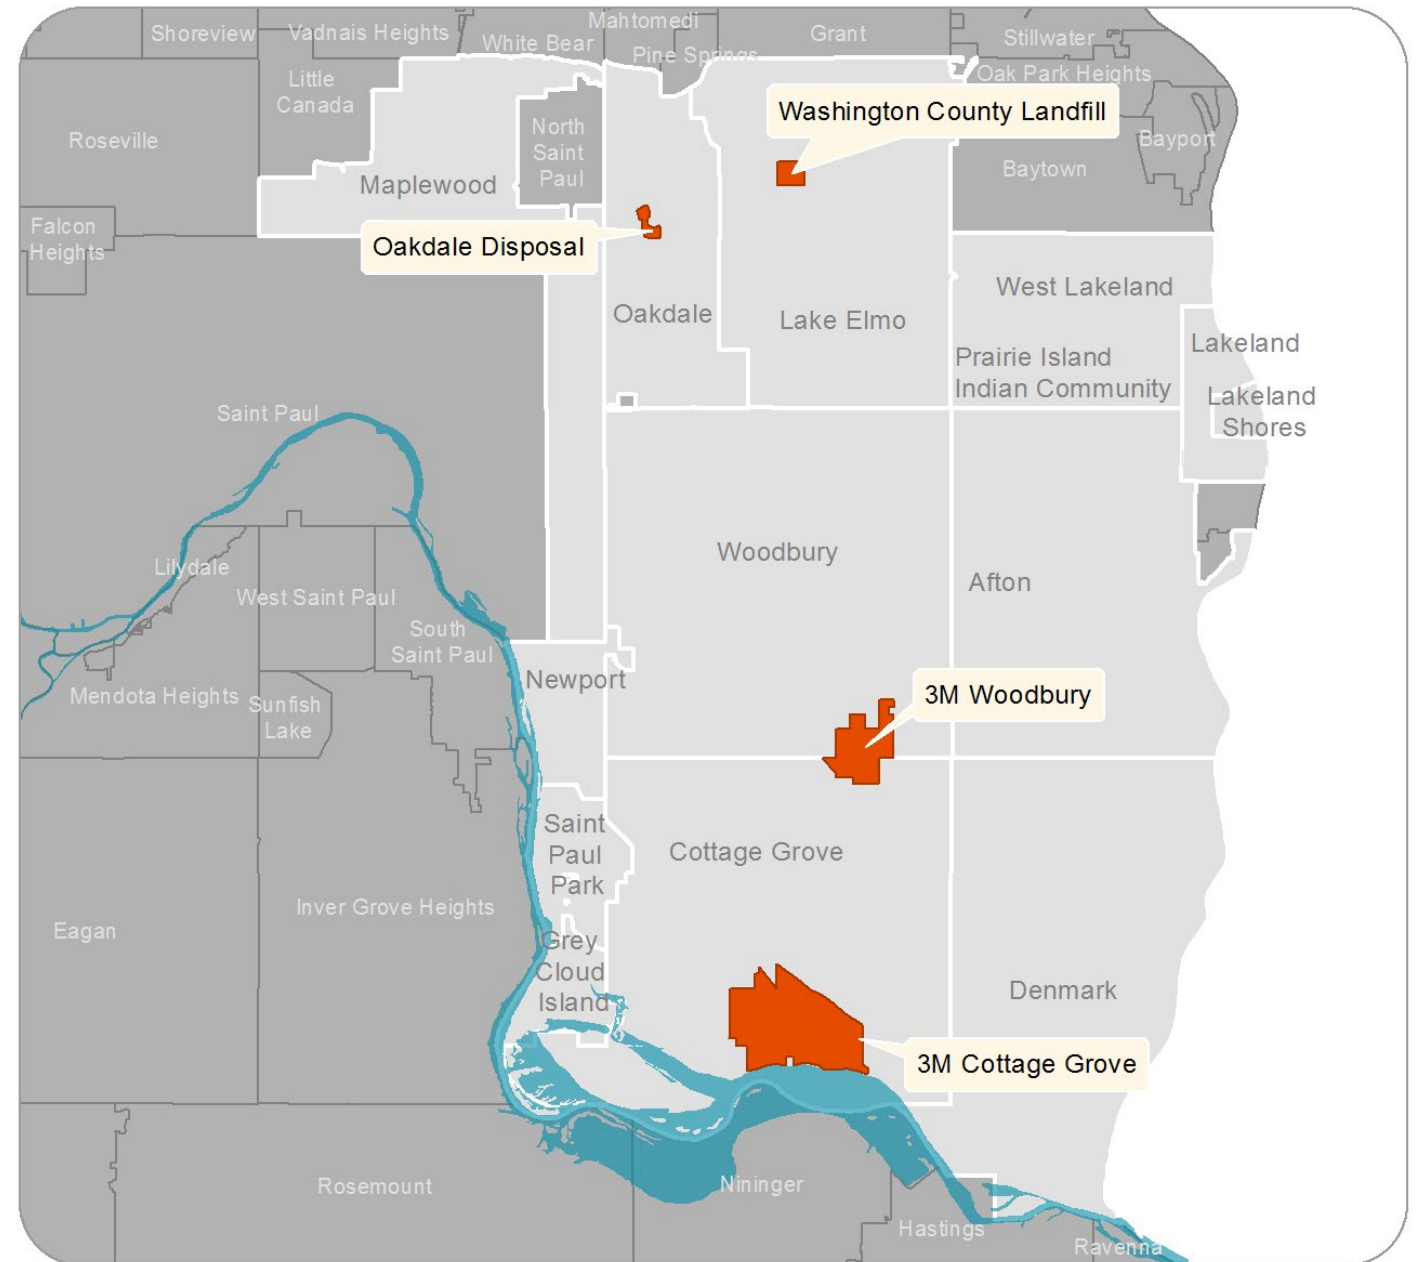 Shoreview
Vadnais Heights
White Bear
Mahtomedi
Pine Springs
Grant
Stillwater
Oak Park Heights
Little
Canada
Roseville
North
Saint
Paul
Washington County Landfill
Bayport
Baytown
Maplewood
Falcon
Heights
Oakdale Disposal
Oakdale
Lake Elmo
West Lakeland
Prairie Island
Indian Community
Lakeland
Lakeland
Shores
Saint Paul
Woodbury
Afton
Lilydale
West Saint Paul
South
Saint Paul
Newport
Mendota Heights
Sunfish
Lake
3M Woodbury
Saint
Paul
Park
Cottage Grove
Inver Grove Heights
Eagan
Grey
Cloud
Island
Denmark
3M Cottage Grove
Rosemount
Nininger
Hastings
Ravenna